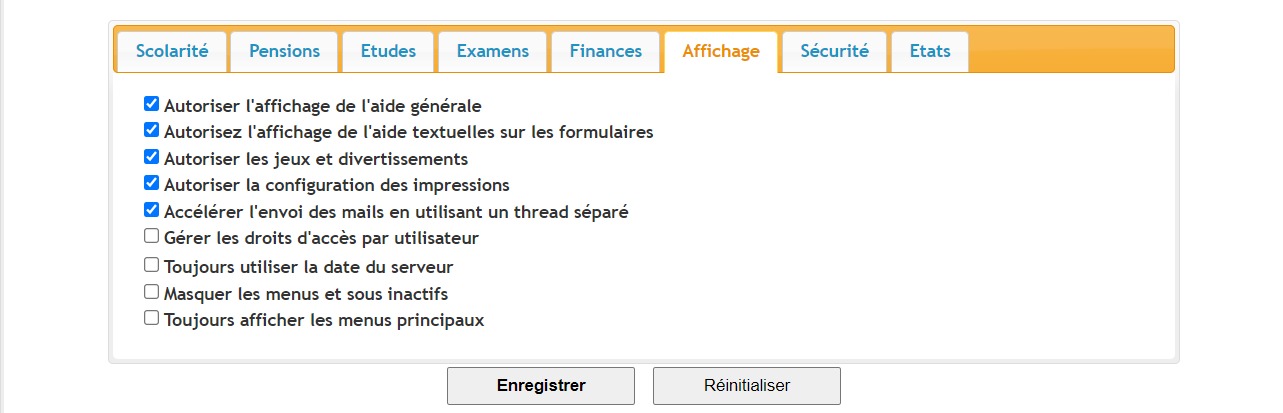 Scolarité Pensions Etudes Examens Finances Affichage Sécurité Etats
Autoriser l'affichage de l'aide générale
Autorisez l'affichage de l'aide textuelles sur les formulaires
Autoriser les jeux et divertissements
Autoriser la configuration des impressions
Accélérer l'envoi des mails en utilisant un thread séparé
Gérer les droits d'accès par utilisateur
Toujours utiliser la date du serveur
Masquer les menus et sous inactifs
Toujours afficher les menus principaux
Enregistrer Réinitialiser